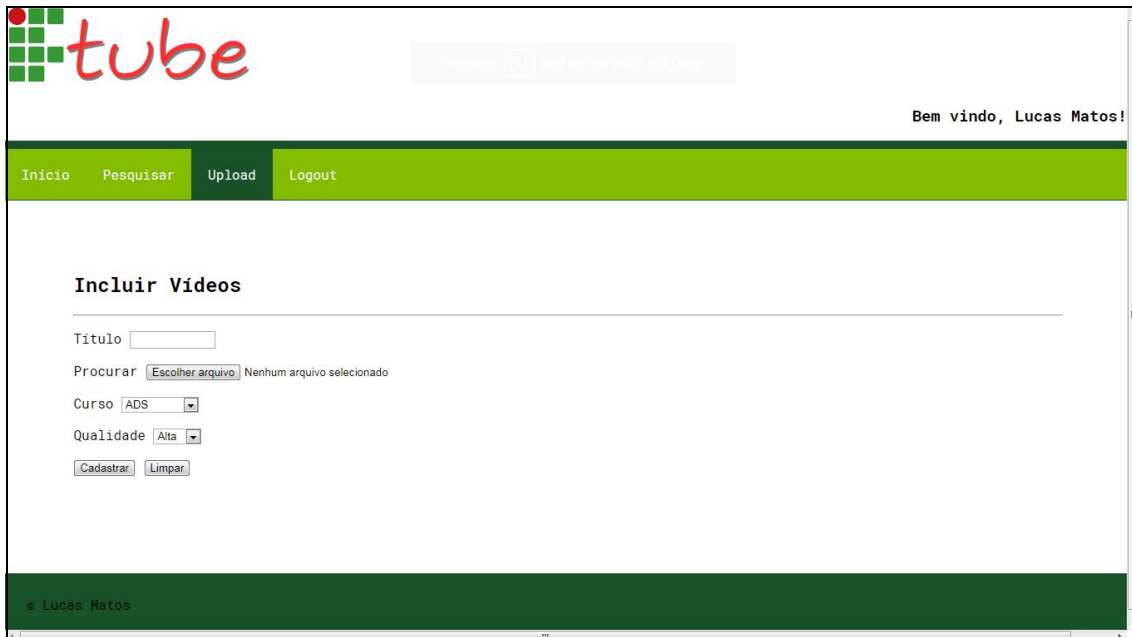 tube
Bem vindo, Lucas Matos!
Início Pesquisar Upload Logout
Incluir Vídeos
Título
Procurar Escolher arquivo Nenhum arquivo selecionado
Curso ADS
Qualidade Alta
Cadastrar Limpar
© Lucas Matos